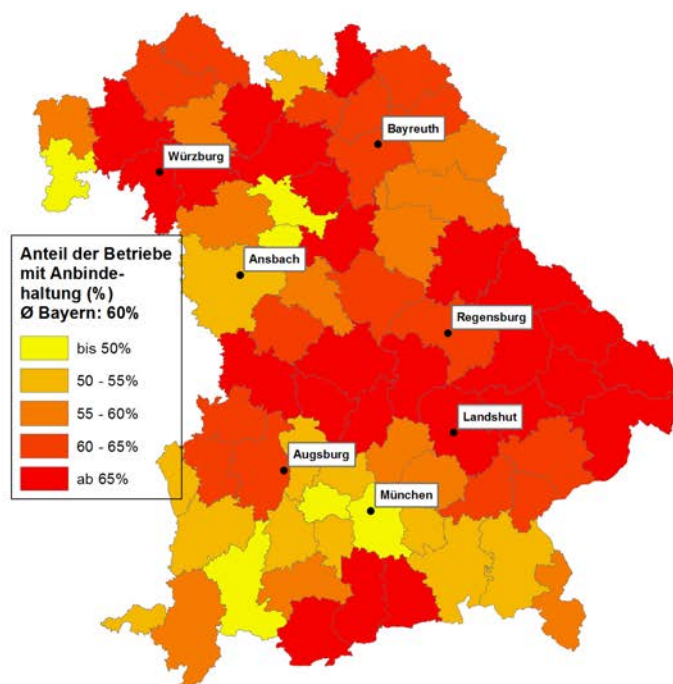 Bayreuth
Würzburg
Anteil der Betriebe
mit Anbinde-
haltung (%)
Ø Bayern: 60%
bis 50%
50 - 55%
55 - 60%
60 - 65%
ab 65%
Ansbach
Regensburg
Landshut
Augsburg
München